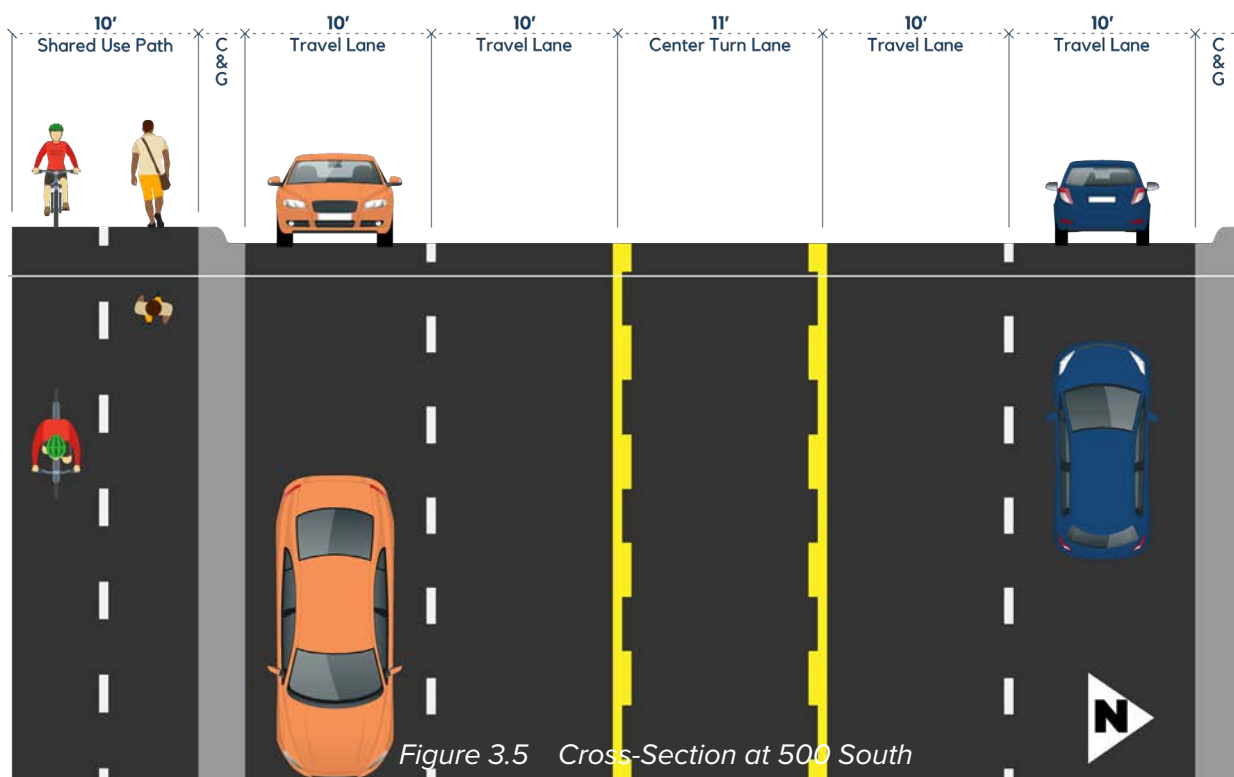 10' 10' 10' 11' 10' 10'
Shared Use Path C & G Travel Lane Travel Lane Center Turn Lane Travel Lane Travel Lane C & G
N
Figure 3.5 Cross-Section at 500 South